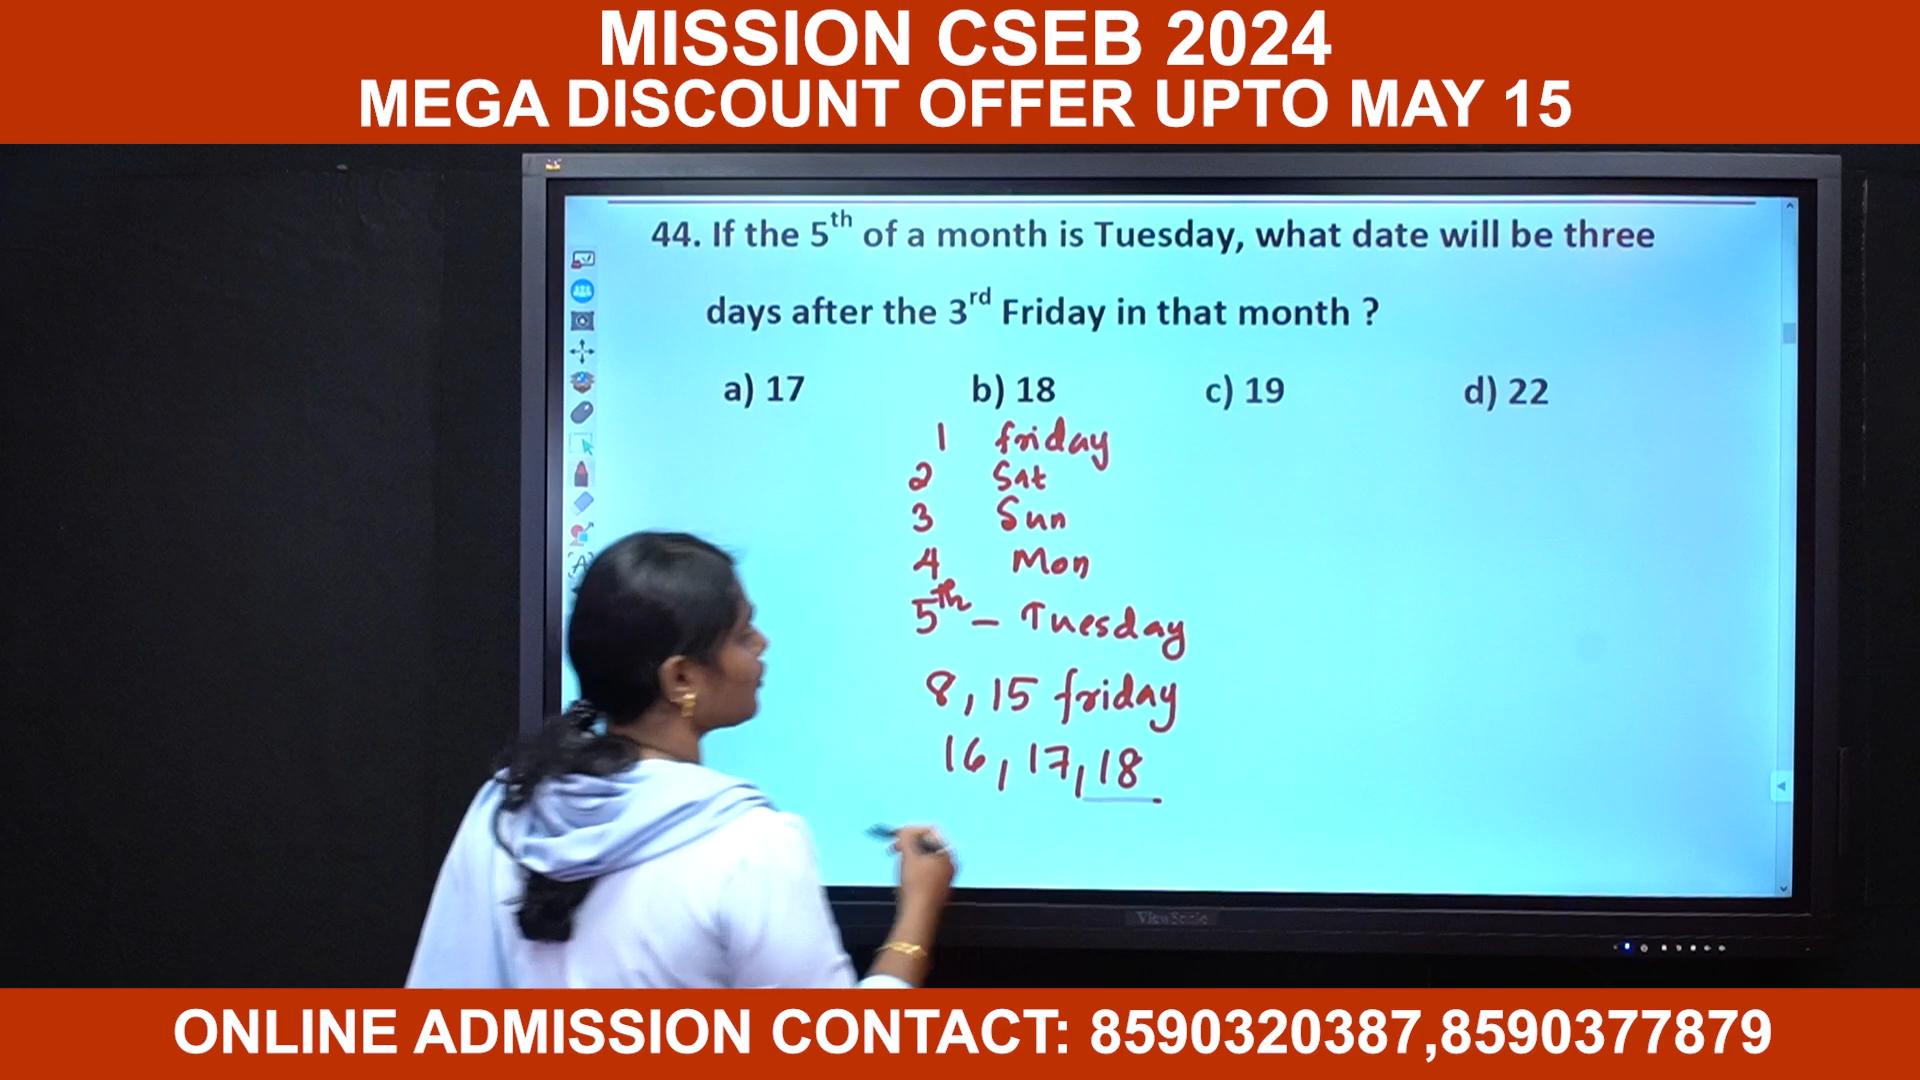 MISSION CSEB 2024
MEGA DISCOUNT OFFER UPTO MAY 15
44. If the 5th of a month is Tuesday, what date will be three
days after the 3rd Friday in that month ?
a) 17 b) 18 c) 19 d) 22
1 friday
2 Sat
3 Sun
4 Mon
5th - Tuesday
8, 15 friday
16, 17, 18
ViewSonic
ONLINE ADMISSION CONTACT: 8590320387,8590377879